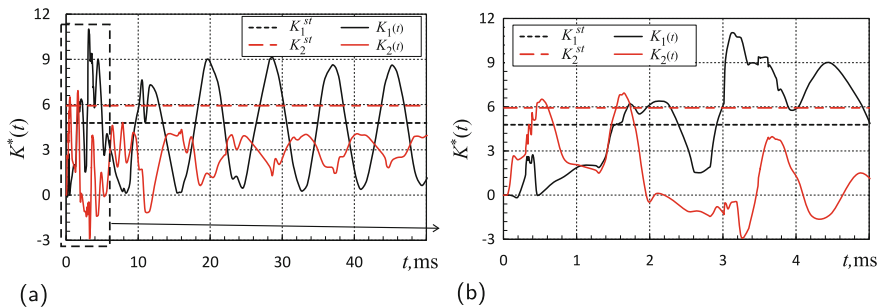 12
9
6
3
0
-3
K*(t)
K₁ˢᵗ K₁(t)
K₂ˢᵗ K₂(t)
0 10 20 30 40
t,ms
(a)
12
9
6
3
0
-3
K*(t)
K₁ˢᵗ K₁(t)
K₂ˢᵗ K₂(t)
0 1 2 3 4
t,ms
(b)